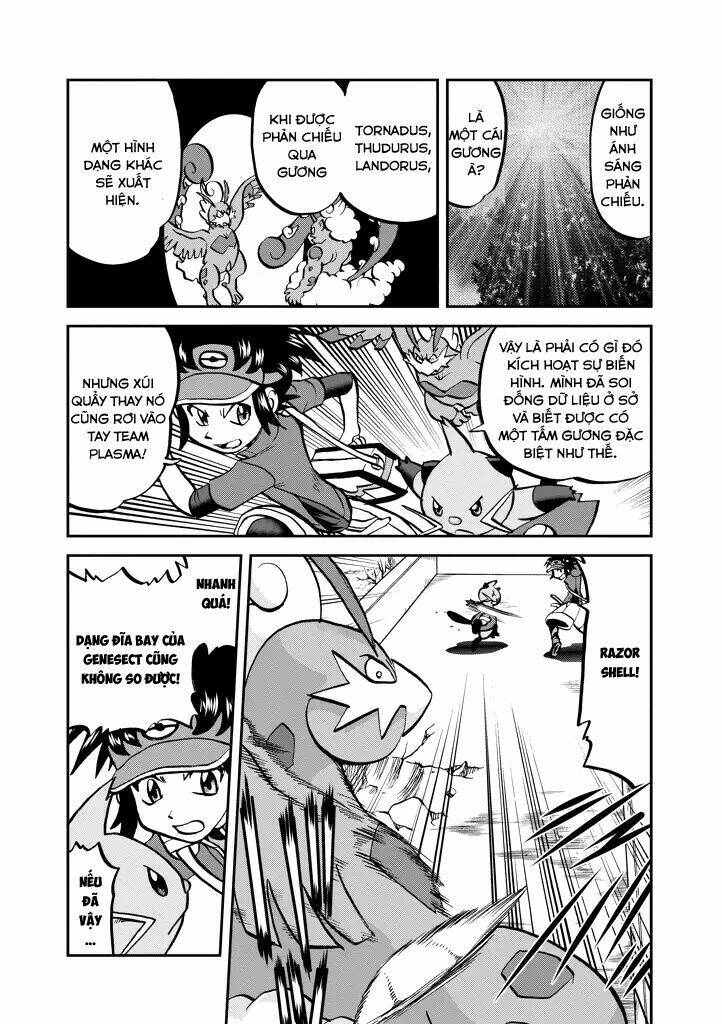 GIỐNG
NHƯ
ÁNH
SÁNG
PHẢN
CHIẾU.
LÀ
MỘT CÁI
GƯƠNG
À?
TORNADUS,
THUDURUS,
LANDORUS,
KHI ĐƯỢC
PHẢN CHIẾU
QUA
GƯƠNG
MỘT HÌNH
DẠNG KHÁC
SẼ XUẤT
HIỆN.
VẬY LÀ PHẢI CÓ GÌ ĐÓ
KÍCH HOẠT SỰ BIẾN
HÌNH. MÌNH ĐÃ SOI
ĐỐNG DỮ LIỆU Ở SỞ
VÀ BIẾT ĐƯỢC CÓ
MỘT TẤM GƯƠNG ĐẶC
BIỆT NHƯ THẾ.
NHƯNG XÚI
QUẨY THAY NÓ
CŨNG RƠI VÀO
TAY TEAM
PLASMA!
RAZOR
SHELL!
NHANH
QUÁ!
DẠNG ĐĨA BAY CỦA
GENESECT CŨNG
KHÔNG SO ĐƯỢC!
NẾU
ĐÃ
VẬY
...